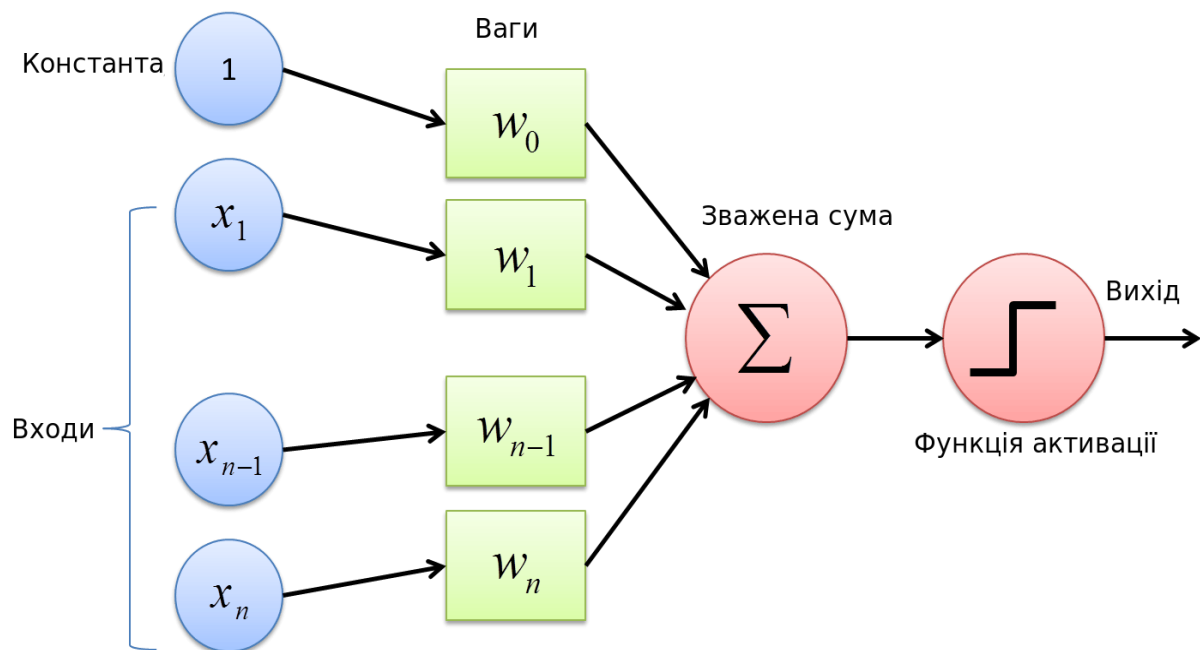 Ваги
Константа
1
w₀
x₁
w₁
Зважена сума
Σ
Вихід
Входи
xₙ₋₁
wₙ₋₁
Функція активації
xₙ
wₙ